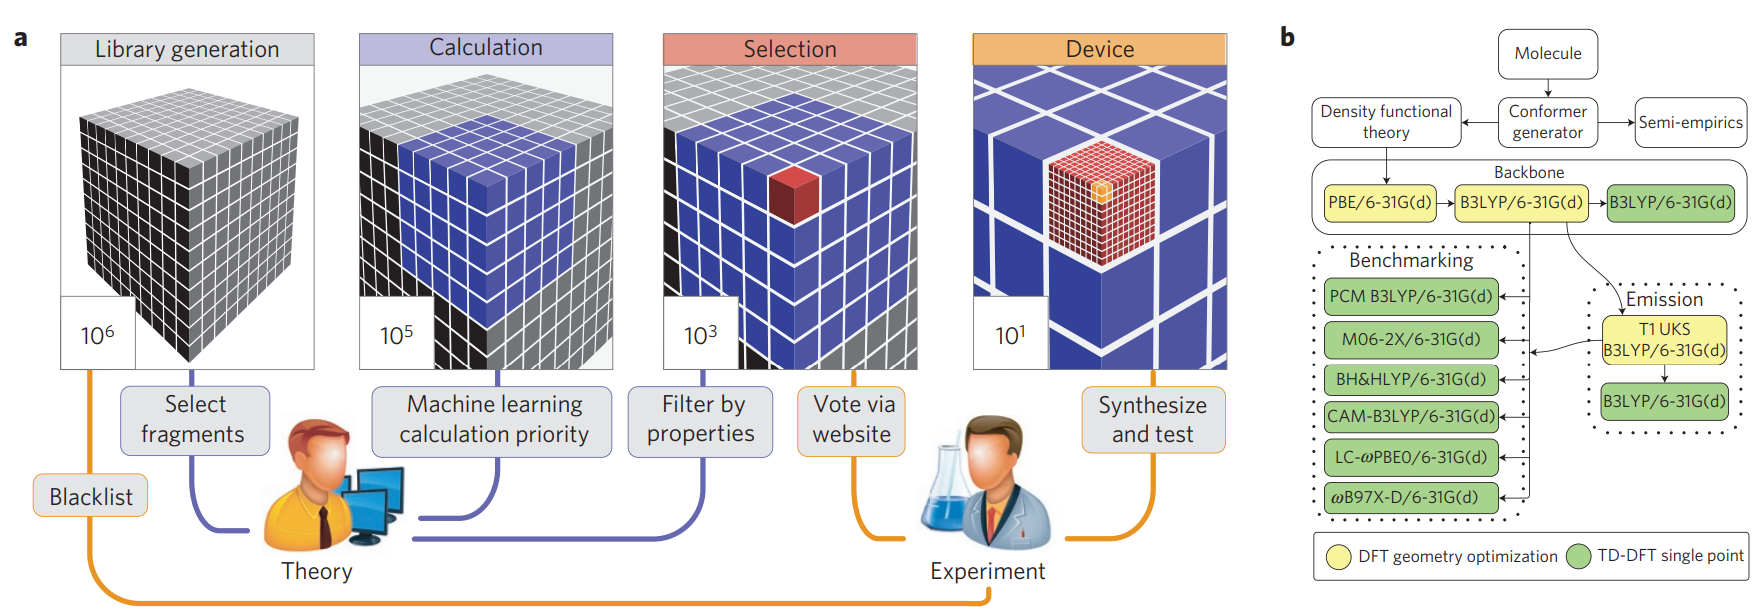 a
Library generation
Calculation
Selection
Device
10⁶
10⁵
10³
10¹
Select
fragments
Machine learning
calculation priority
Filter by
properties
Vote via
website
Synthesize
and test
Blacklist
Theory
Experiment
b
Molecule
Density functional
theory
Conformer
generator
Semi-empirics
Backbone
PBE/6-31G(d)
B3LYP/6-31G(d)
B3LYP/6-31G(d)
Benchmarking
PCM B3LYP/6-31G(d)
M06-2X/6-31G(d)
BH&HLYP/6-31G(d)
CAM-B3LYP/6-31G(d)
LC-ωPBE0/6-31G(d)
ωB97X-D/6-31G(d)
Emission
T1 UKS
B3LYP/6-31G(d)
B3LYP/6-31G(d)
DFT geometry optimization
TD-DFT single point